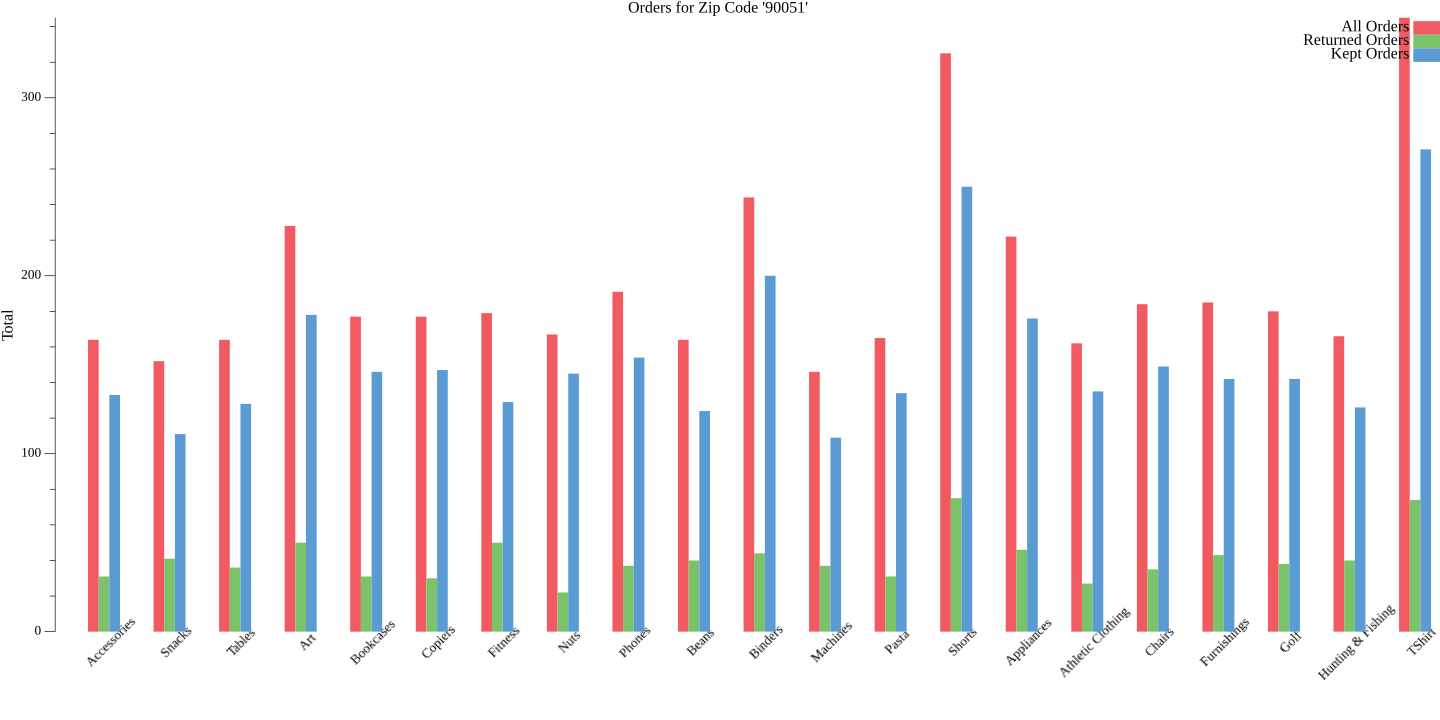 Orders for Zip Code '90051'
All Orders
Returned Orders
Kept Orders
Total
300
200
100
0
Accessories
Snacks
Tables
Art
Bookcases
Copiers
Fitness
Nuts
Phones
Beans
Binders
Machines
Pasta
Shorts
Appliances
Athletic Clothing
Chairs
Furnishings
Golf
Hunting & Fishing
TShirt